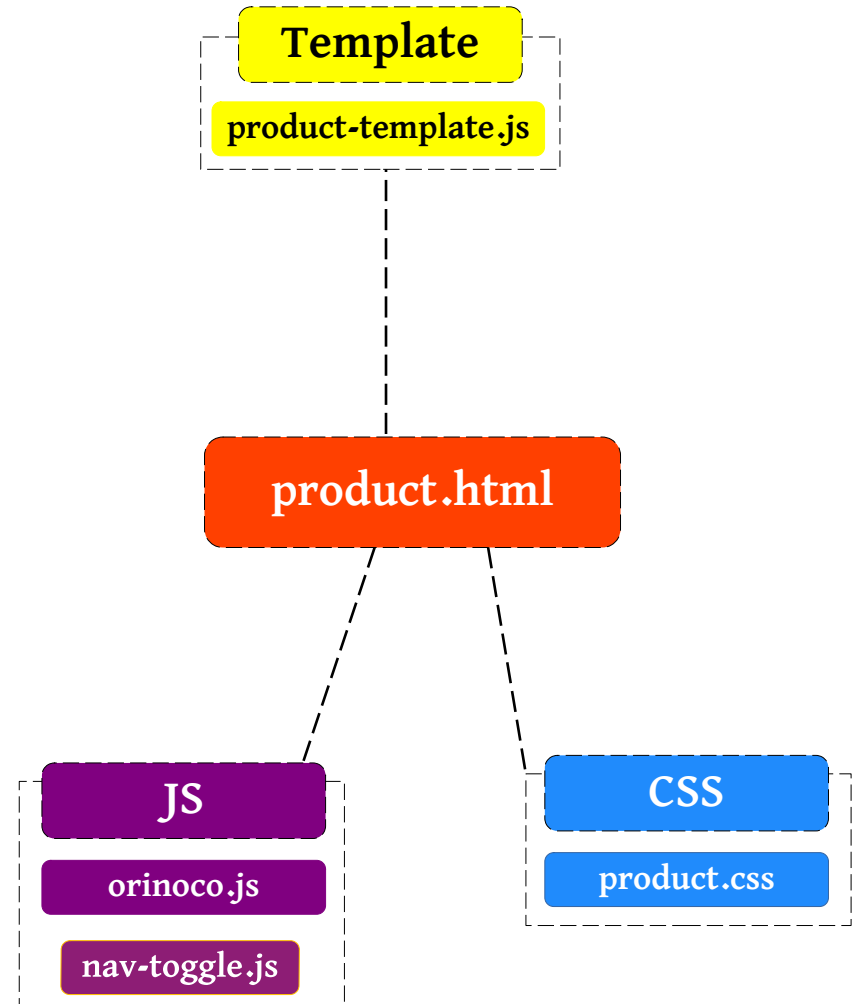 Template
product-template.js
product.html
JS
orinoco.js
nav-toggle.js
CSS
product.css